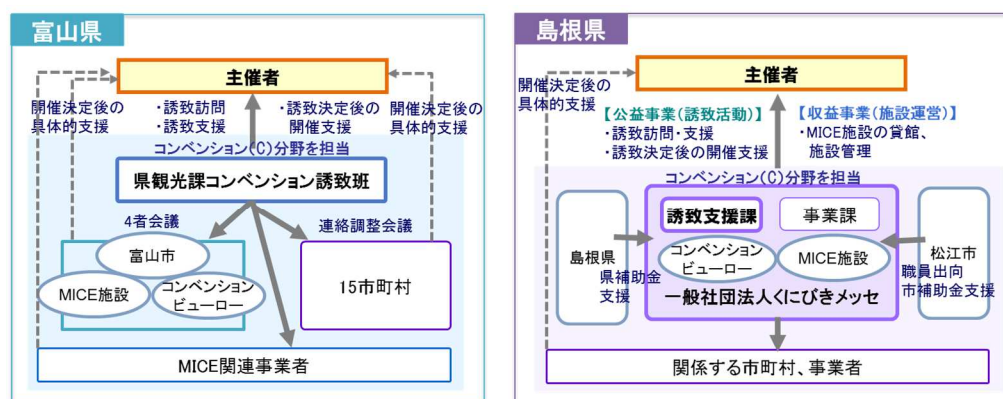 富山県
主催者
開催決定後の
具体的支援
・誘致訪問
・誘致支援
・誘致決定後の
開催支援
開催決定後の
具体的支援
コンベンション(C)分野を担当
県観光課コンベンション誘致班
4者会議
連絡調整会議
富山市
MICE施設
コンベンション
ビューロー
15市町村
MICE関連事業者
島根県
主催者
開催決定後の
具体的支援
【公益事業(誘致活動)】
・誘致訪問・支援
・誘致決定後の開催支援
【収益事業(施設運営)】
・MICE施設の貸館、
施設管理
コンベンション(C)分野を担当
誘致支援課
事業課
島根県
県補助金
支援
コンベンション
ビューロー
MICE施設
松江市
職員出向
市補助金支援
一般社団法人くにびきメッセ
関係する市町村、事業者